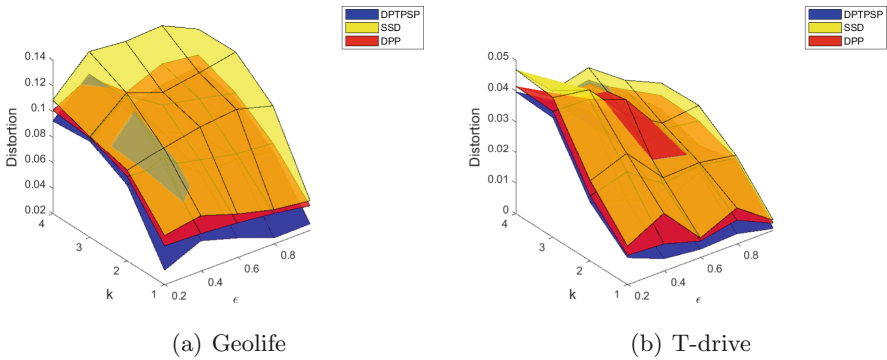 DPTPSP
SSD
DPP
0.14
0.12
0.1
0.08
0.06
0.04
0.02
Distortion
4
3
2
1
k
0.2
0.4
0.6
0.8
ϵ
(a) Geolife
DPTPSP
SSD
DPP
0.05
0.04
0.03
0.02
0.01
0
Distortion
4
3
2
1
k
0.2
0.4
0.6
0.8
ϵ
(b) T-drive